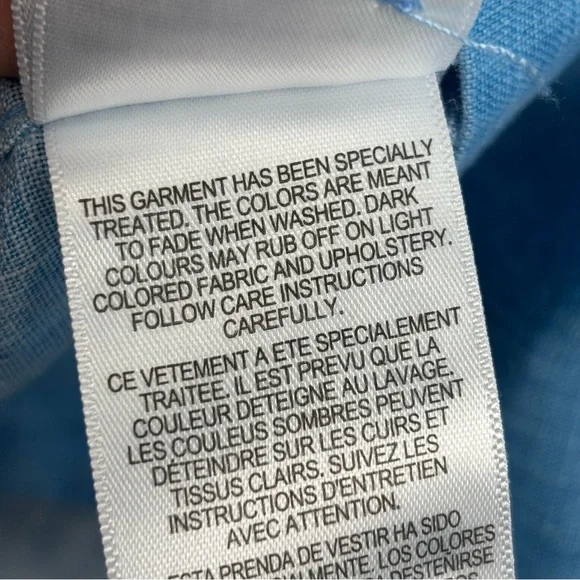 THIS GARMENT HAS BEEN SPECIALLY
TREATED. THE COLORS ARE MEANT
TO FADE WHEN WASHED. DARK
COLOURS MAY RUB OFF ON LIGHT
COLORED FABRIC AND UPHOLSTERY.
FOLLOW CARE INSTRUCTIONS
CAREFULLY.
CE VETEMENT A ETE SPECIALEMENT
TRAITEE. IL EST PREVU QUE LA
COULEUR DETEIGNE AU LAVAGE.
LES COULEUS SOMBRES PEUVENT
DÉTEINDRE SUR LES CUIRS ET
TISSUS CLAIRS. SUIVEZ LES
INSTRUCTIONS D'ENTRETIEN
AVEC ATTENTION.
ESTA PRENDA DE VESTIR HA SIDO
LOS COLORES
DESTENIRSE